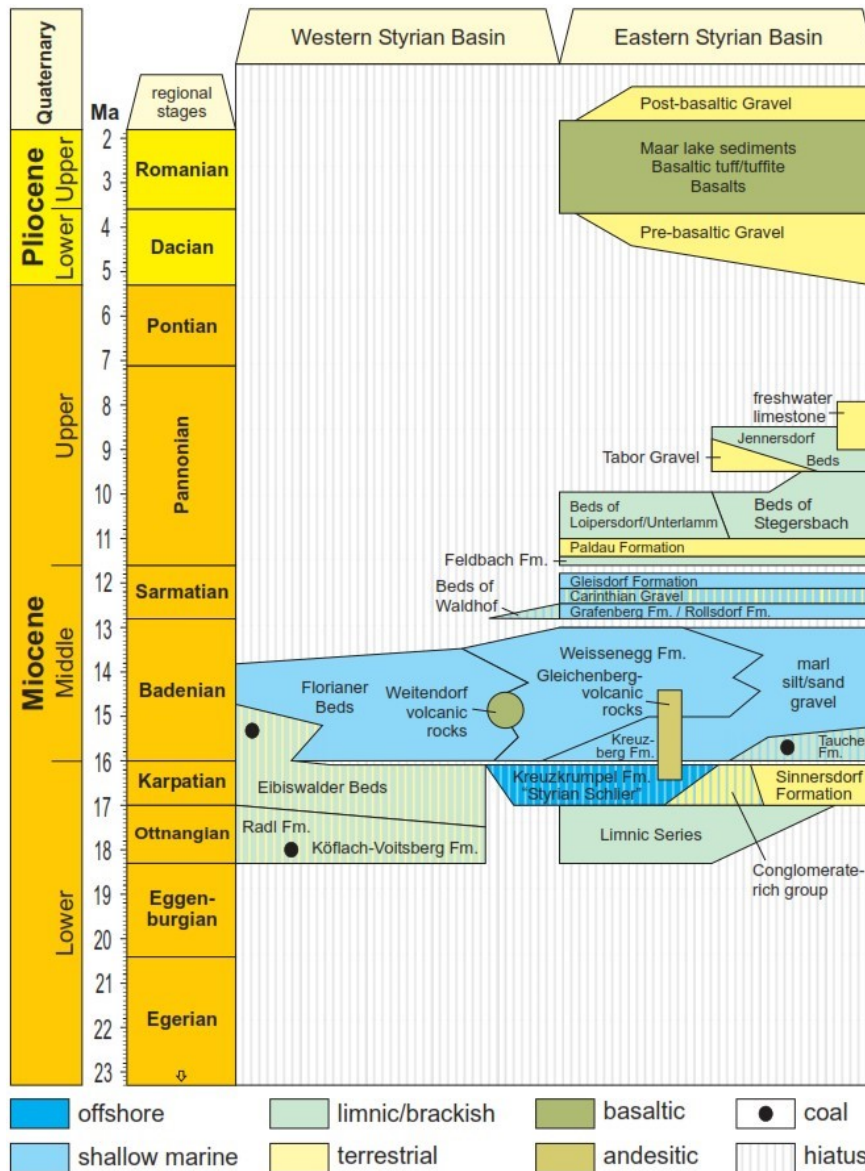 Western Styrian Basin
Eastern Styrian Basin
Quaternary
Ma
regional
stages
Pliocene
Upper
Lower
Miocene
Upper
Middle
Lower
2
3
4
5
6
7
8
9
10
11
12
13
14
15
16
17
18
19
20
21
22
23
Romanian
Dacian
Pontian
Pannonian
Sarmatian
Badenian
Karpatian
Ottnangian
Eggen-
burgian
Egerian
Post-basaltic Gravel
Maar lake sediments
Basaltic tuff/tuffite
Basalts
Pre-basaltic Gravel
freshwater
limestone
Jennersdorf
Beds
Tabor Gravel
Beds of
Loipersdorf/Unterlamm
Beds of
Stegersbach
Paldau Formation
Feldbach Fm.
Gleisdorf Formation
Carinthian Gravel
Grafenberg Fm. / Rollsdorf Fm.
Beds of
Waldhof
Weissenegg Fm.
Florianer
Beds
Weitendorf
volcanic
rocks
Gleichenberg-
volcanic
rocks
marl
silt/sand
gravel
Kreuz-
berg Fm.
Tauchen
Fm.
Eibiswalder Beds
Kreuzkrumpel Fm.
"Styrian Schlier"
Sinnersdorf
Formation
Radl Fm.
Köflach-Voitsberg Fm.
Limnic Series
Conglomerate-
rich group
offshore
limnic/brackish
basaltic
coal
shallow marine
terrestrial
andesitic
hiatus